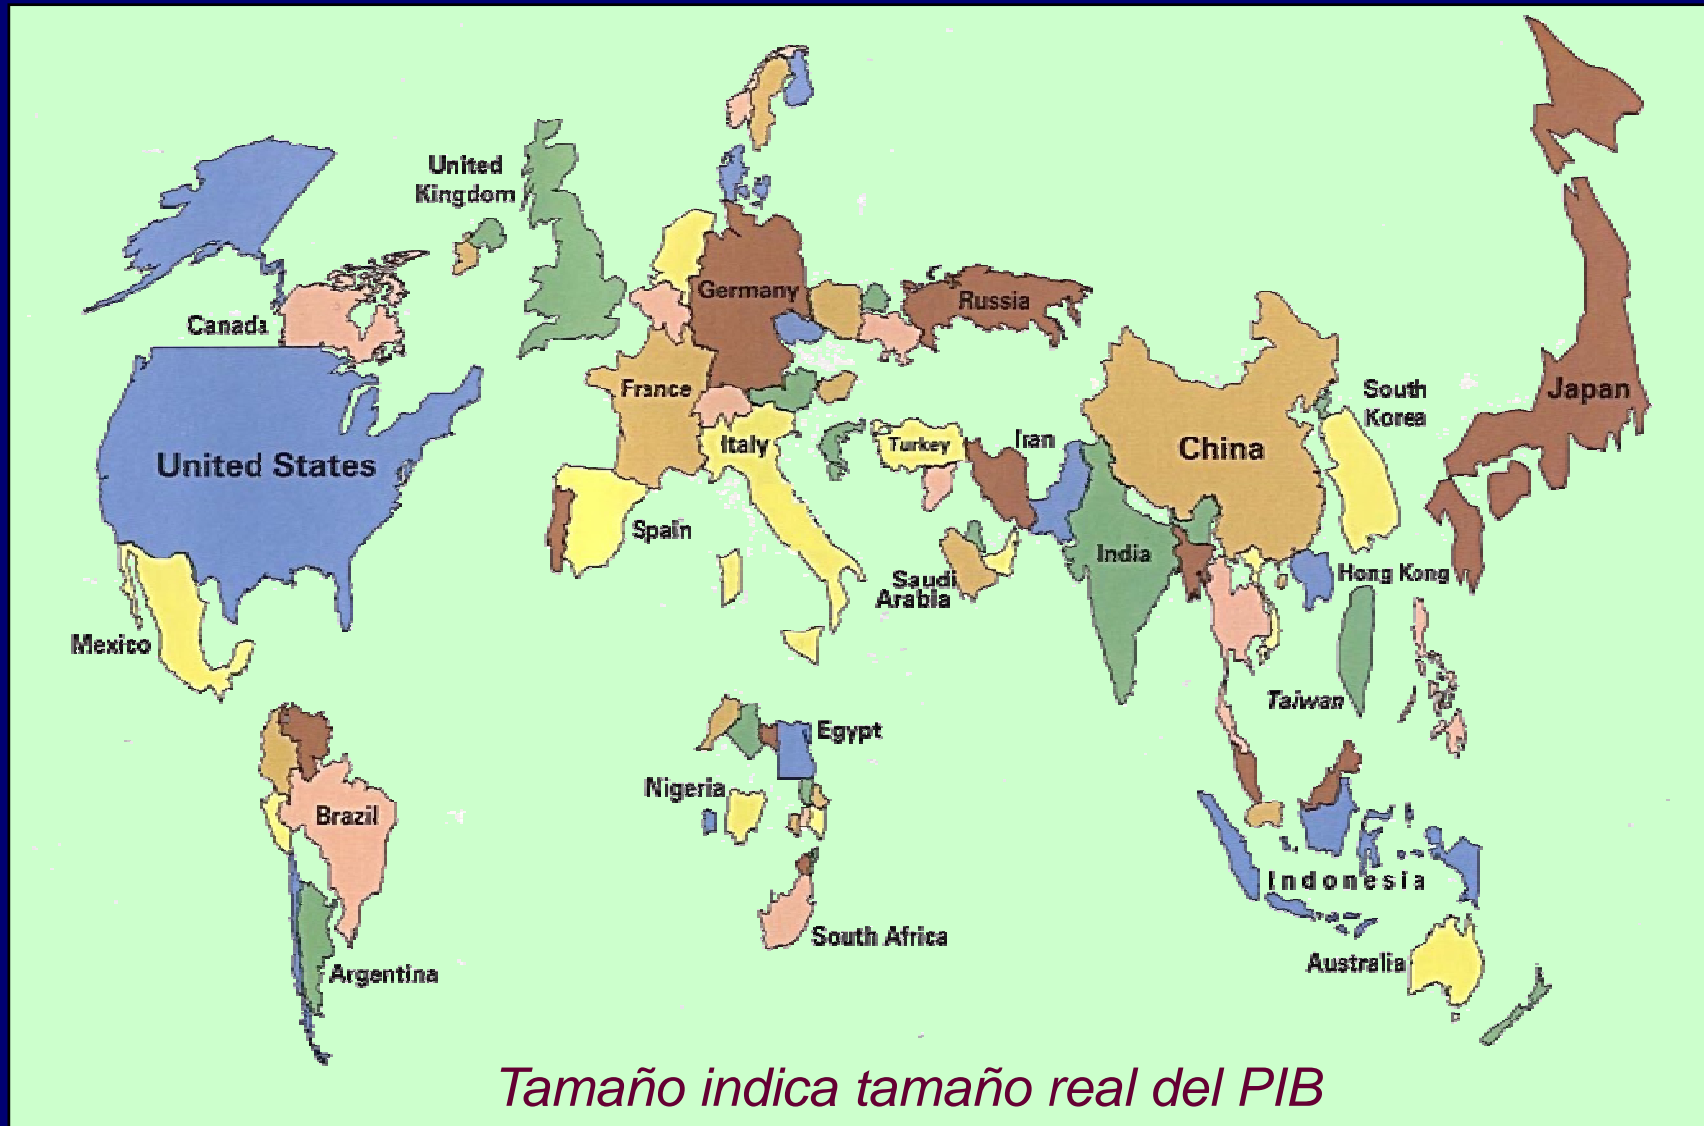 United
Kingdom
Germany
Russia
Canada
France
South
Korea
Japan
Italy
Turkey
Iran
China
United States
Spain
India
Saudi
Arabia
Hong Kong
Mexico
Taiwan
Egypt
Nigeria
Brazil
Indonesia
South Africa
Australia
Argentina
Tamaño indica tamaño real del PIB